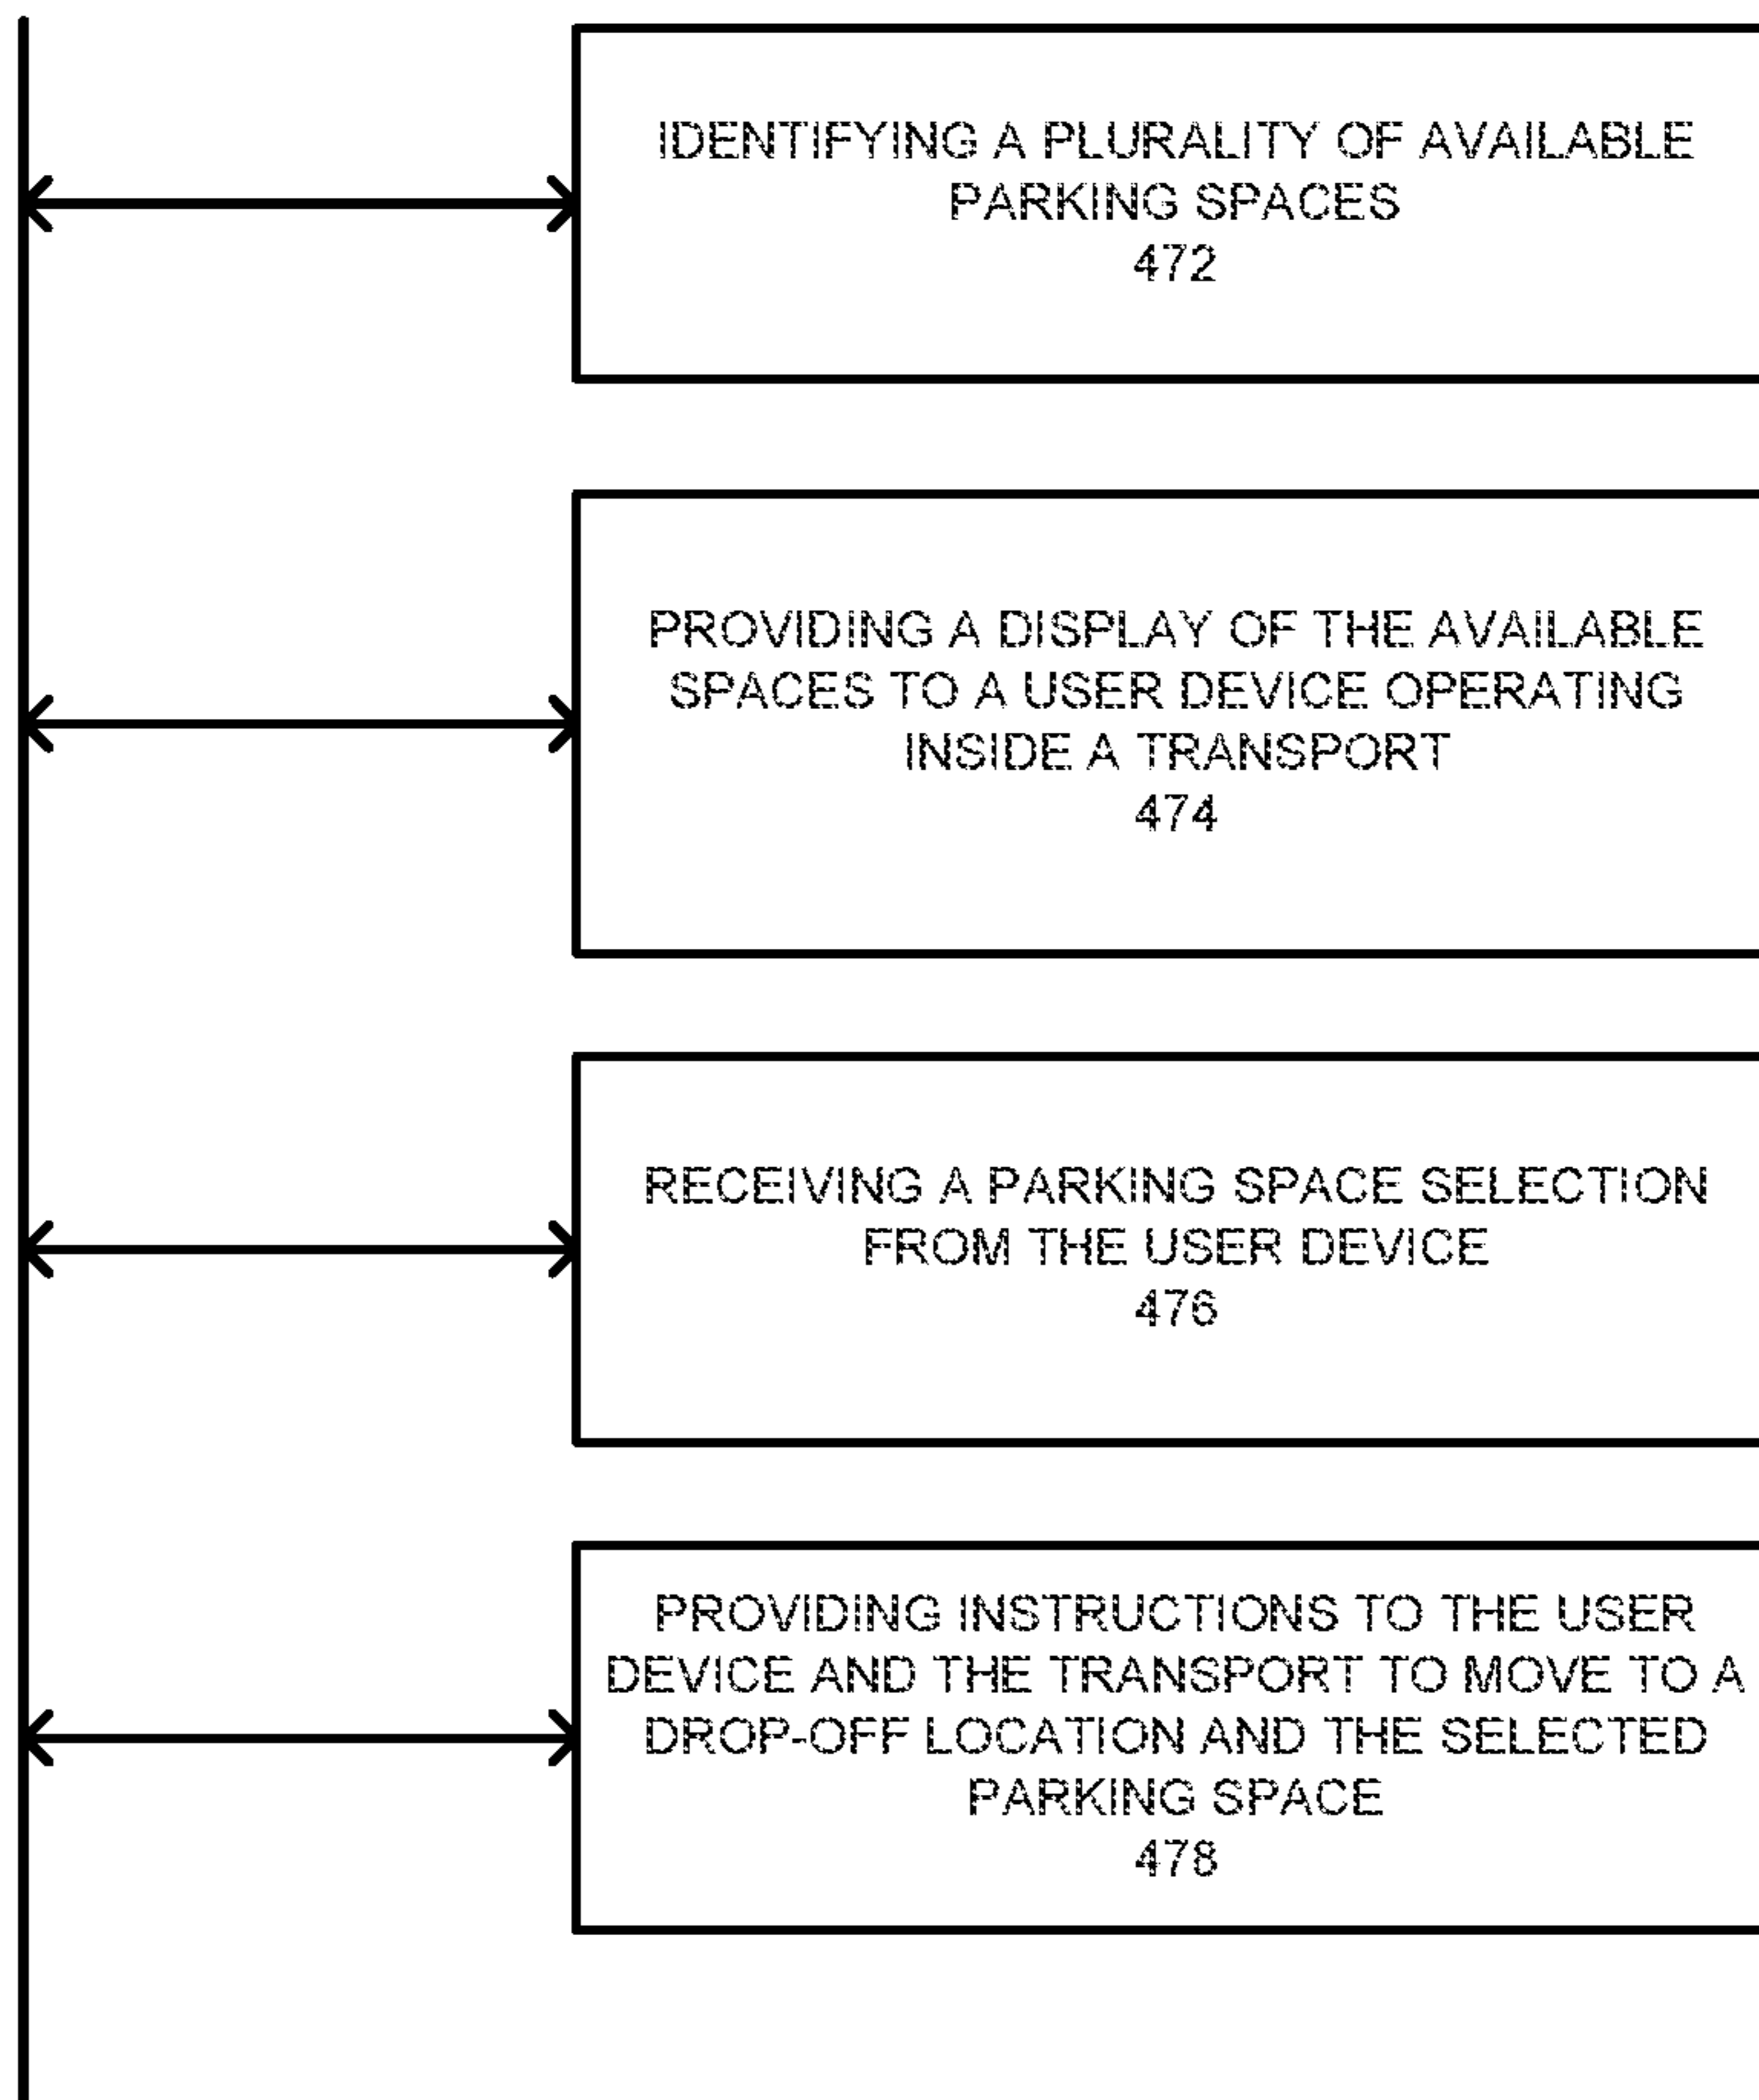 IDENTIFYING A PLURALITY OF AVAILABLE
PARKING SPACES
472
PROVIDING A DISPLAY OF THE AVAILABLE
SPACES TO A USER DEVICE OPERATING
INSIDE A TRANSPORT
474
RECEIVING A PARKING SPACE SELECTION
FROM THE USER DEVICE
476
PROVIDING INSTRUCTIONS TO THE USER
DEVICE AND THE TRANSPORT TO MOVE TO A
DROP-OFF LOCATION AND THE SELECTED
PARKING SPACE
478